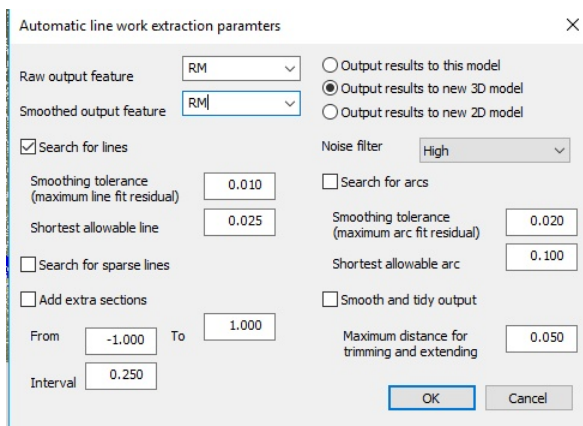 Automatic line work extraction paramters
Raw output feature
RM
Smoothed output feature
RM
Output results to this model
Output results to new 3D model
Output results to new 2D model
Search for lines
Noise filter
High
Smoothing tolerance
(maximum line fit residual)
0.010
Shortest allowable line
0.025
Search for arcs
Smoothing tolerance
(maximum arc fit residual)
0.020
Shortest allowable arc
0.100
Search for sparse lines
Add extra sections
From
-1.000
To
1.000
Interval
0.250
Smooth and tidy output
Maximum distance for
trimming and extending
0.050
OK
Cancel